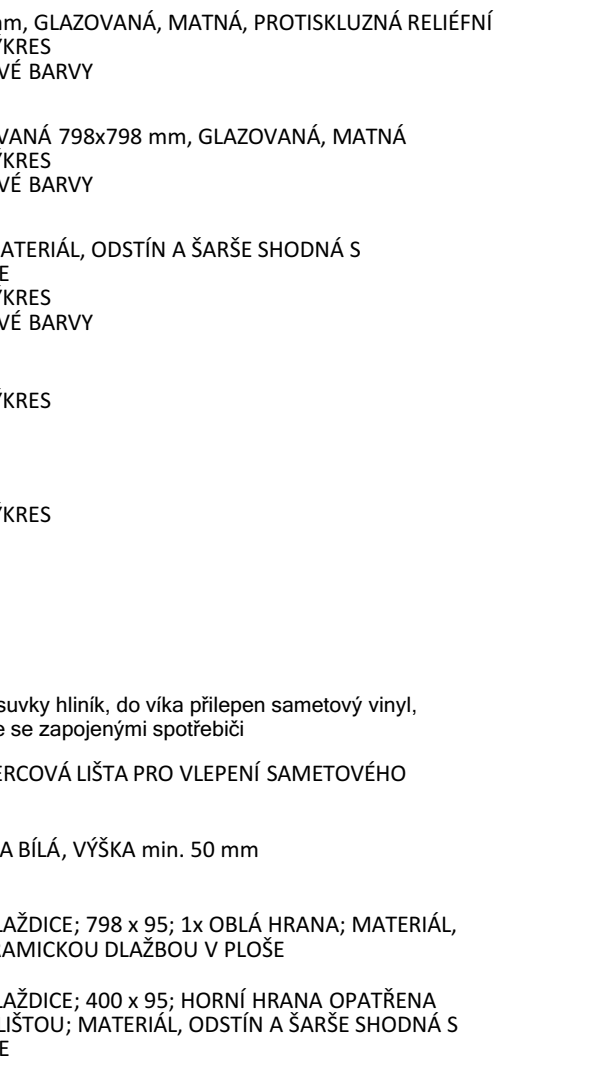 mm, GLAZOVANÁ, MATNÁ, PROTISKLUZNÁ RELIÉFNÍ
ÝKRES
VÉ BARVY
VANÁ 798x798 mm, GLAZOVANÁ, MATNÁ
ÝKRES
VÉ BARVY
ATERIÁL, ODSTÍN A ŠARŠE SHODNÁ S
E
ÝKRES
VÉ BARVY
ÝKRES
ÝKRES
suvky hliník, do víka přilepen sametový vinyl,
e se zapojenými spotřebiči
ERCOVÁ LIŠTA PRO VLEPENÍ SAMETOVÉHO
A BÍLÁ, VÝŠKA min. 50 mm
LAŽDICE; 798 x 95; 1x OBLÁ HRANA; MATERIÁL,
RAMICKOU DLAŽBOU V PLOŠE
LAŽDICE; 400 x 95; HORNÍ HRANA OPATŘENA
LIŠTOU; MATERIÁL, ODSTÍN A ŠARŠE SHODNÁ S
E